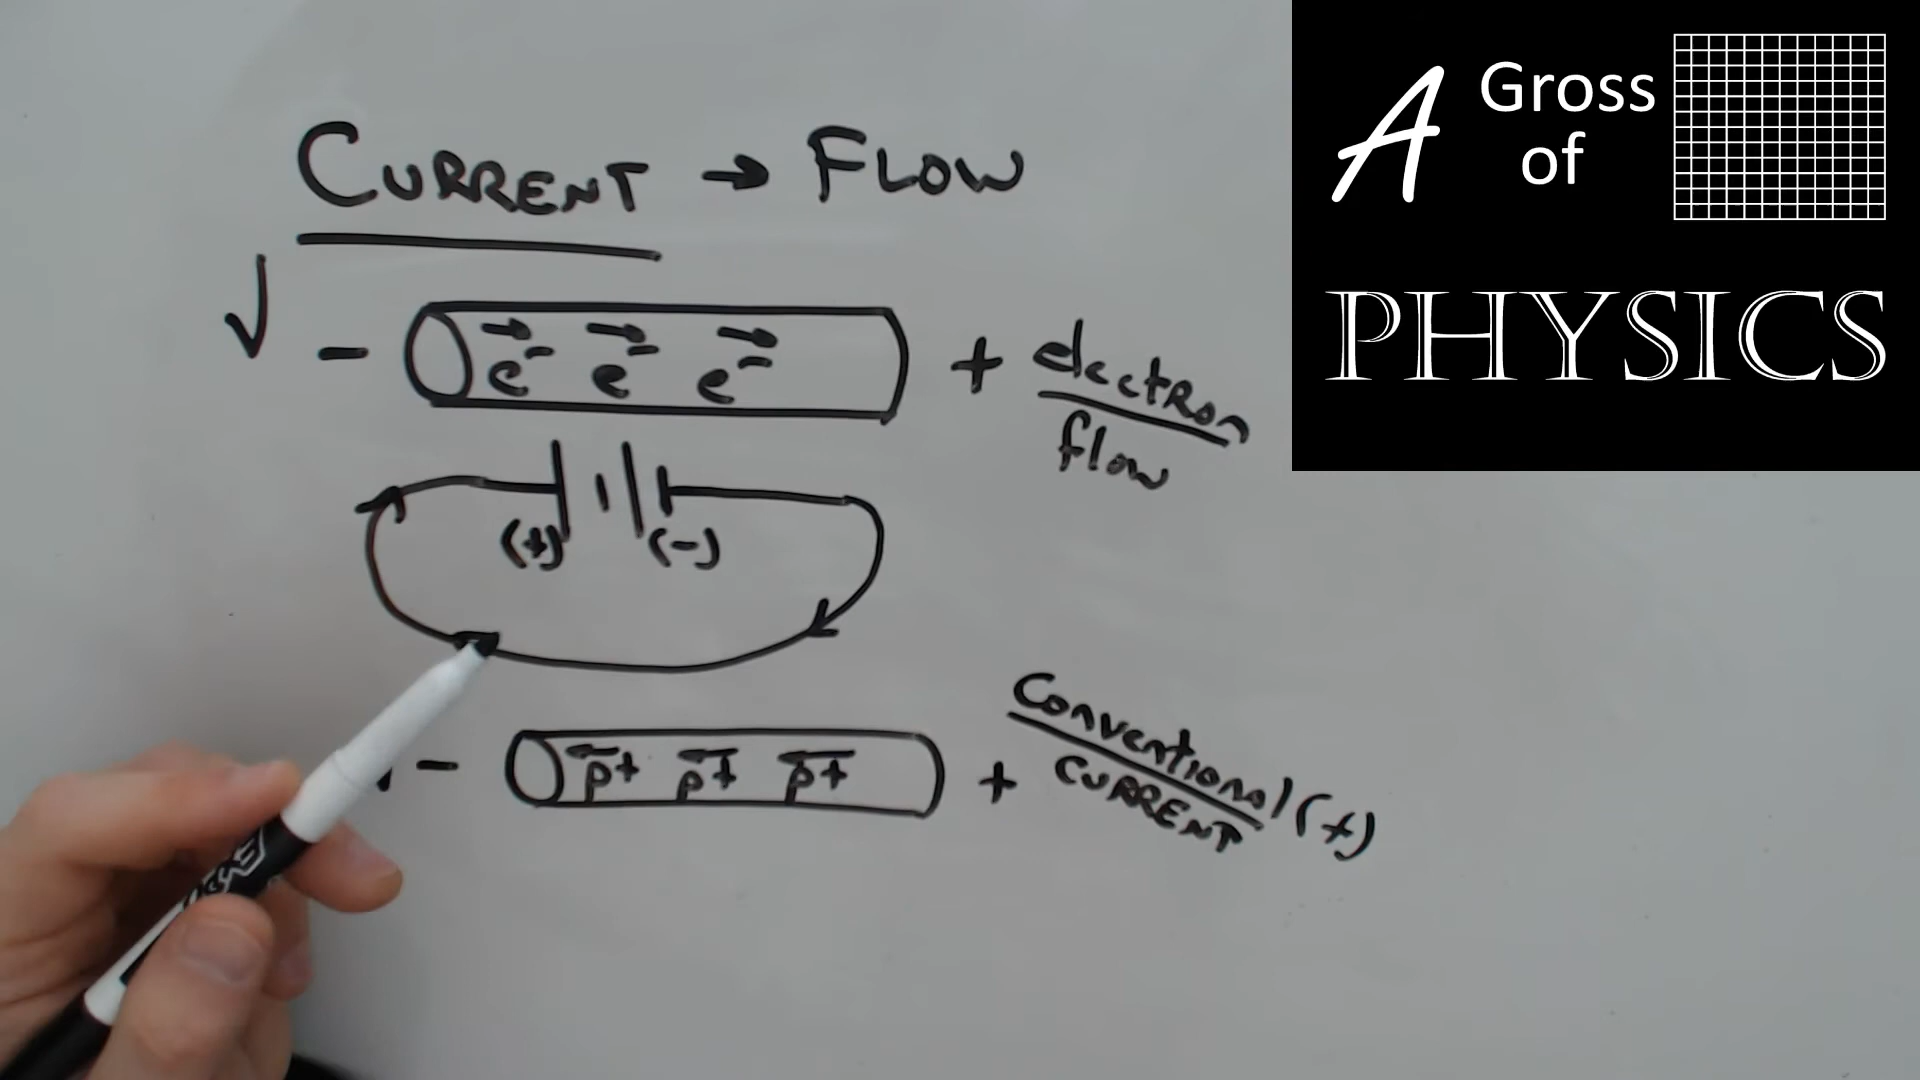 CURRENT → FLOW
- e⁻ e⁻ e⁻ + electron
flow
(+) (-)
- p+ p+ p+ + Conventional (+)
CURRENT
A Gross
of
PHYSICS